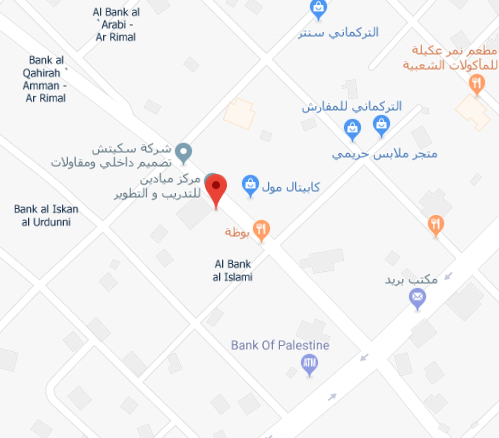 Al Bank al
`Arabi -
Ar Rimal
التركماني سنتر
Bank al
Qahirah `
Amman -
Ar Rimal
مطعم نمر عكيلة
للمأكولات الشعبية
التركماني للمفارش
متجر ملابس حريمي
شركة سكيتش
تصميم داخلي ومقاولات
مركز ميادين
للتدريب و التطوير
كابيتال مول
Bank al Iskan
al Urdunni
بوظة
Al Bank
al Islami
مكتب بريد
Bank Of Palestine
ATM